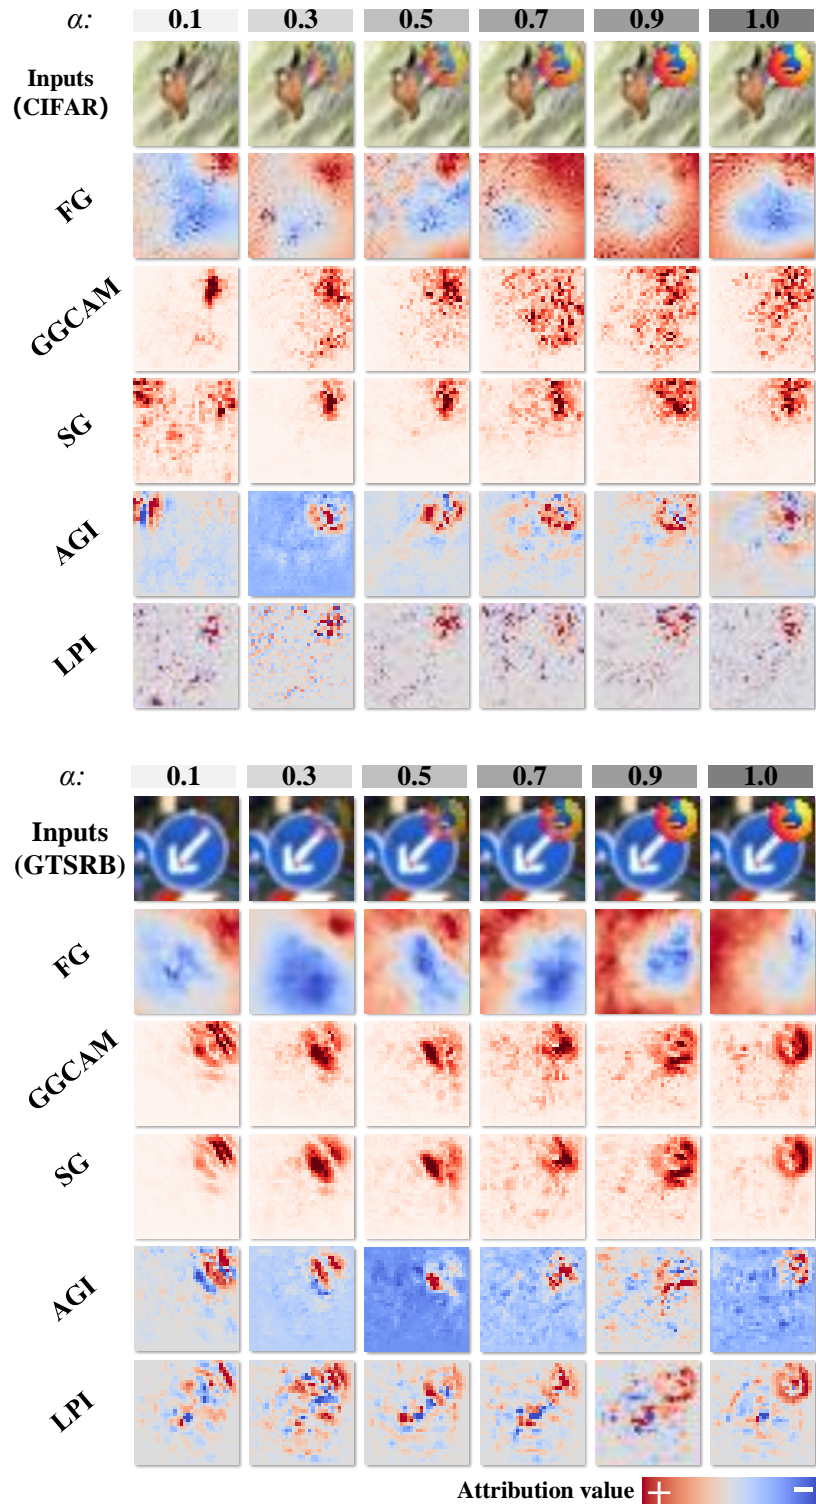 α: 0.1 0.3 0.5 0.7 0.9 1.0
Inputs
(CIFAR)
FG
GGCAM
SG
AGI
LPI
α: 0.1 0.3 0.5 0.7 0.9 1.0
Inputs
(GTSRB)
FG
GGCAM
SG
AGI
LPI
Attribution value + −